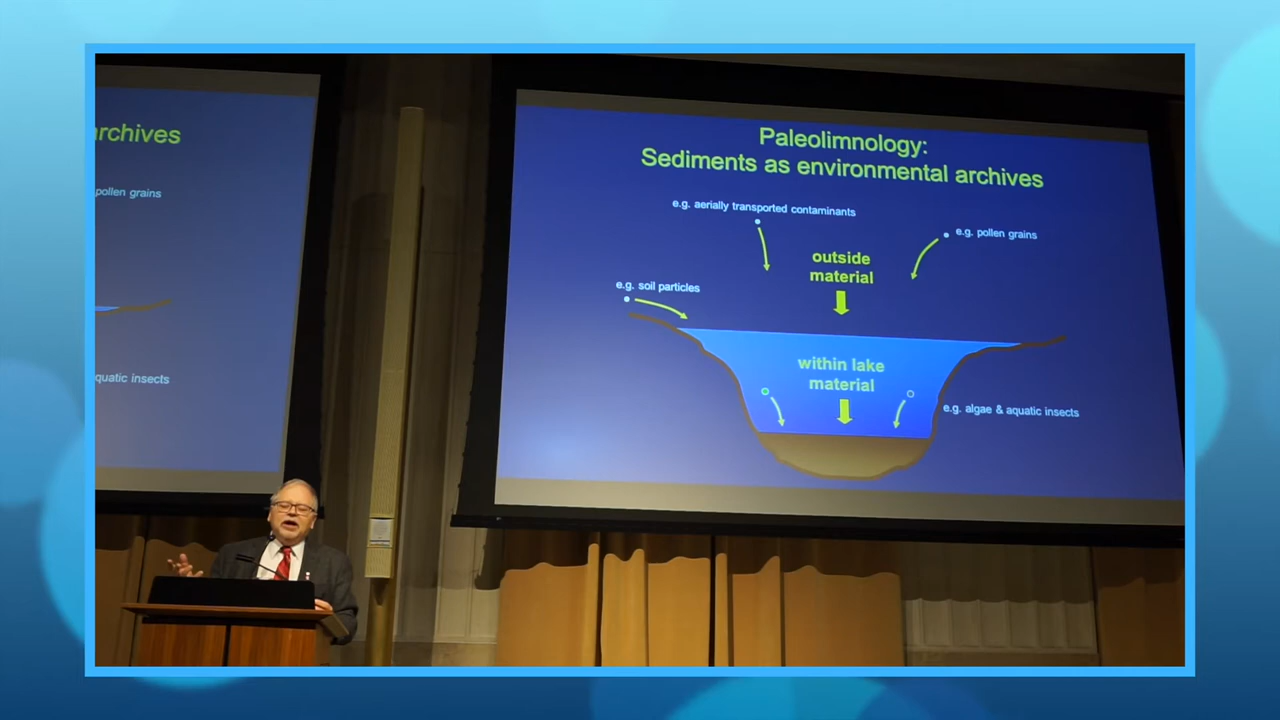 archives
pollen grains
quatic insects
Paleolimnology:
Sediments as environmental archives
e.g. aerially transported contaminants
e.g. pollen grains
outside
material
e.g. soil particles
within lake
material
e.g. algae & aquatic insects